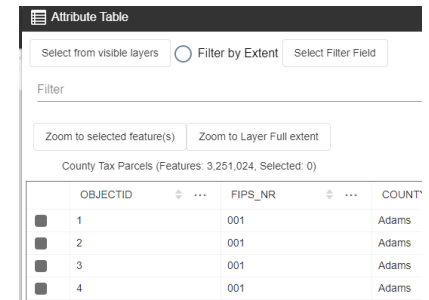 Attribute Table
Select from visible layers Filter by Extent Select Filter Field
Filter
Zoom to selected feature(s) Zoom to Layer Full extent
County Tax Parcels (Features: 3,251,024, Selected: 0)
OBJECTID ... FIPS_NR ... COUNTY
1 001 Adams
2 001 Adams
3 001 Adams
4 001 Adams